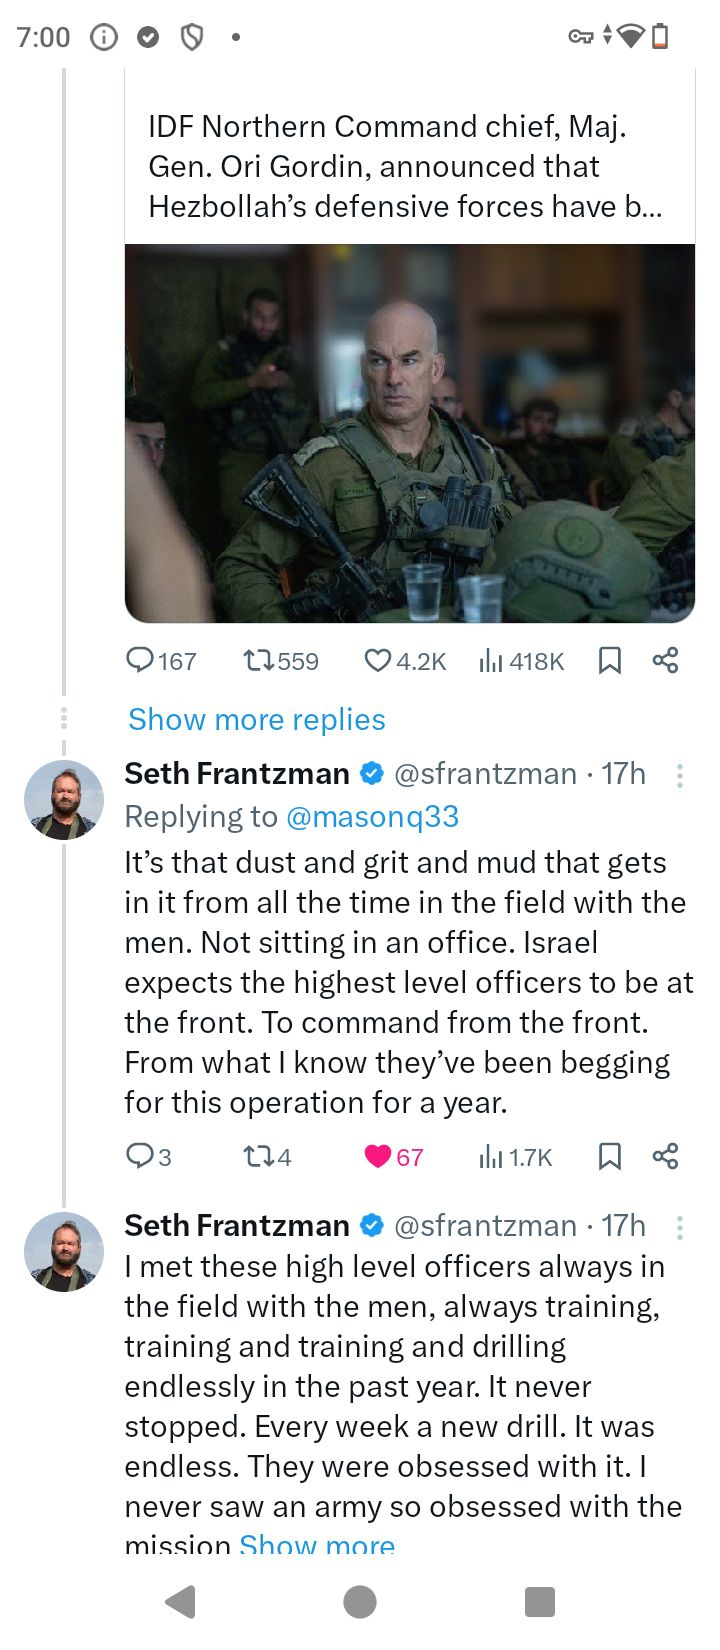 7:00
IDF Northern Command chief, Maj.
Gen. Ori Gordin, announced that
Hezbollah’s defensive forces have b...
167 559 4.2K 418K
Show more replies
Seth Frantzman @sfrantzman · 17h
Replying to @masonq33
It’s that dust and grit and mud that gets
in it from all the time in the field with the
men. Not sitting in an office. Israel
expects the highest level officers to be at
the front. To command from the front.
From what I know they’ve been begging
for this operation for a year.
3 4 67 1.7K
Seth Frantzman @sfrantzman · 17h
I met these high level officers always in
the field with the men, always training,
training and training and drilling
endlessly in the past year. It never
stopped. Every week a new drill. It was
endless. They were obsessed with it. I
never saw an army so obsessed with the
mission Show more